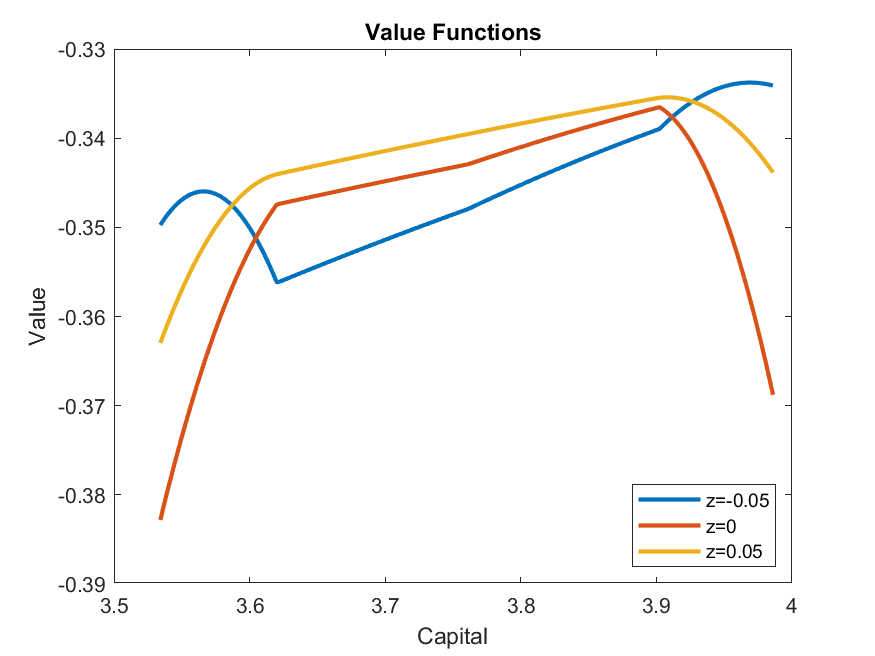 Value Functions
-0.33
-0.34
-0.35
-0.36
-0.37
-0.38
-0.39
Value
3.5
3.6
3.7
3.8
3.9
4
Capital
z=-0.05
z=0
z=0.05